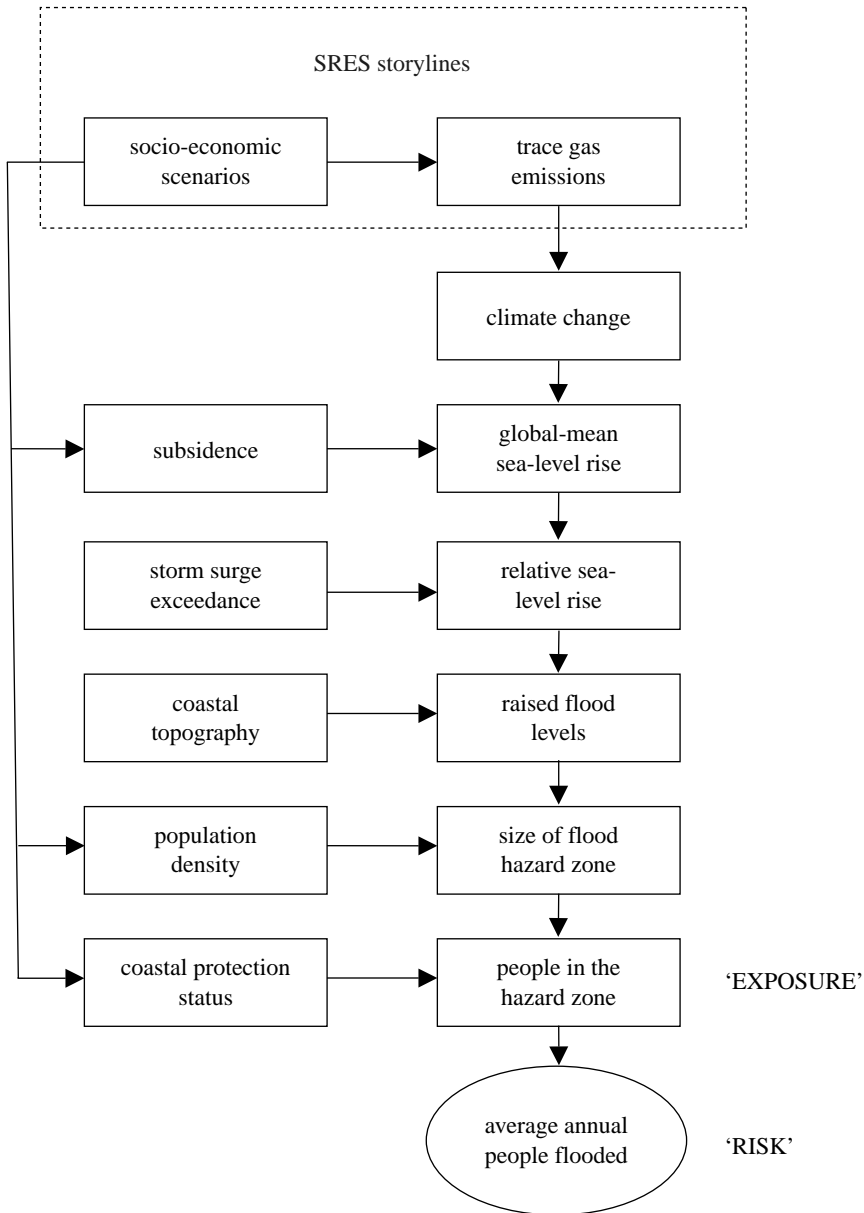 SRES storylines
socio-economic
scenarios
trace gas
emissions
climate change
subsidence
global-mean
sea-level rise
storm surge
exceedance
relative sea-
level rise
coastal
topography
raised flood
levels
population
density
size of flood
hazard zone
coastal protection
status
people in the
hazard zone
‘EXPOSURE’
average annual
people flooded
‘RISK’